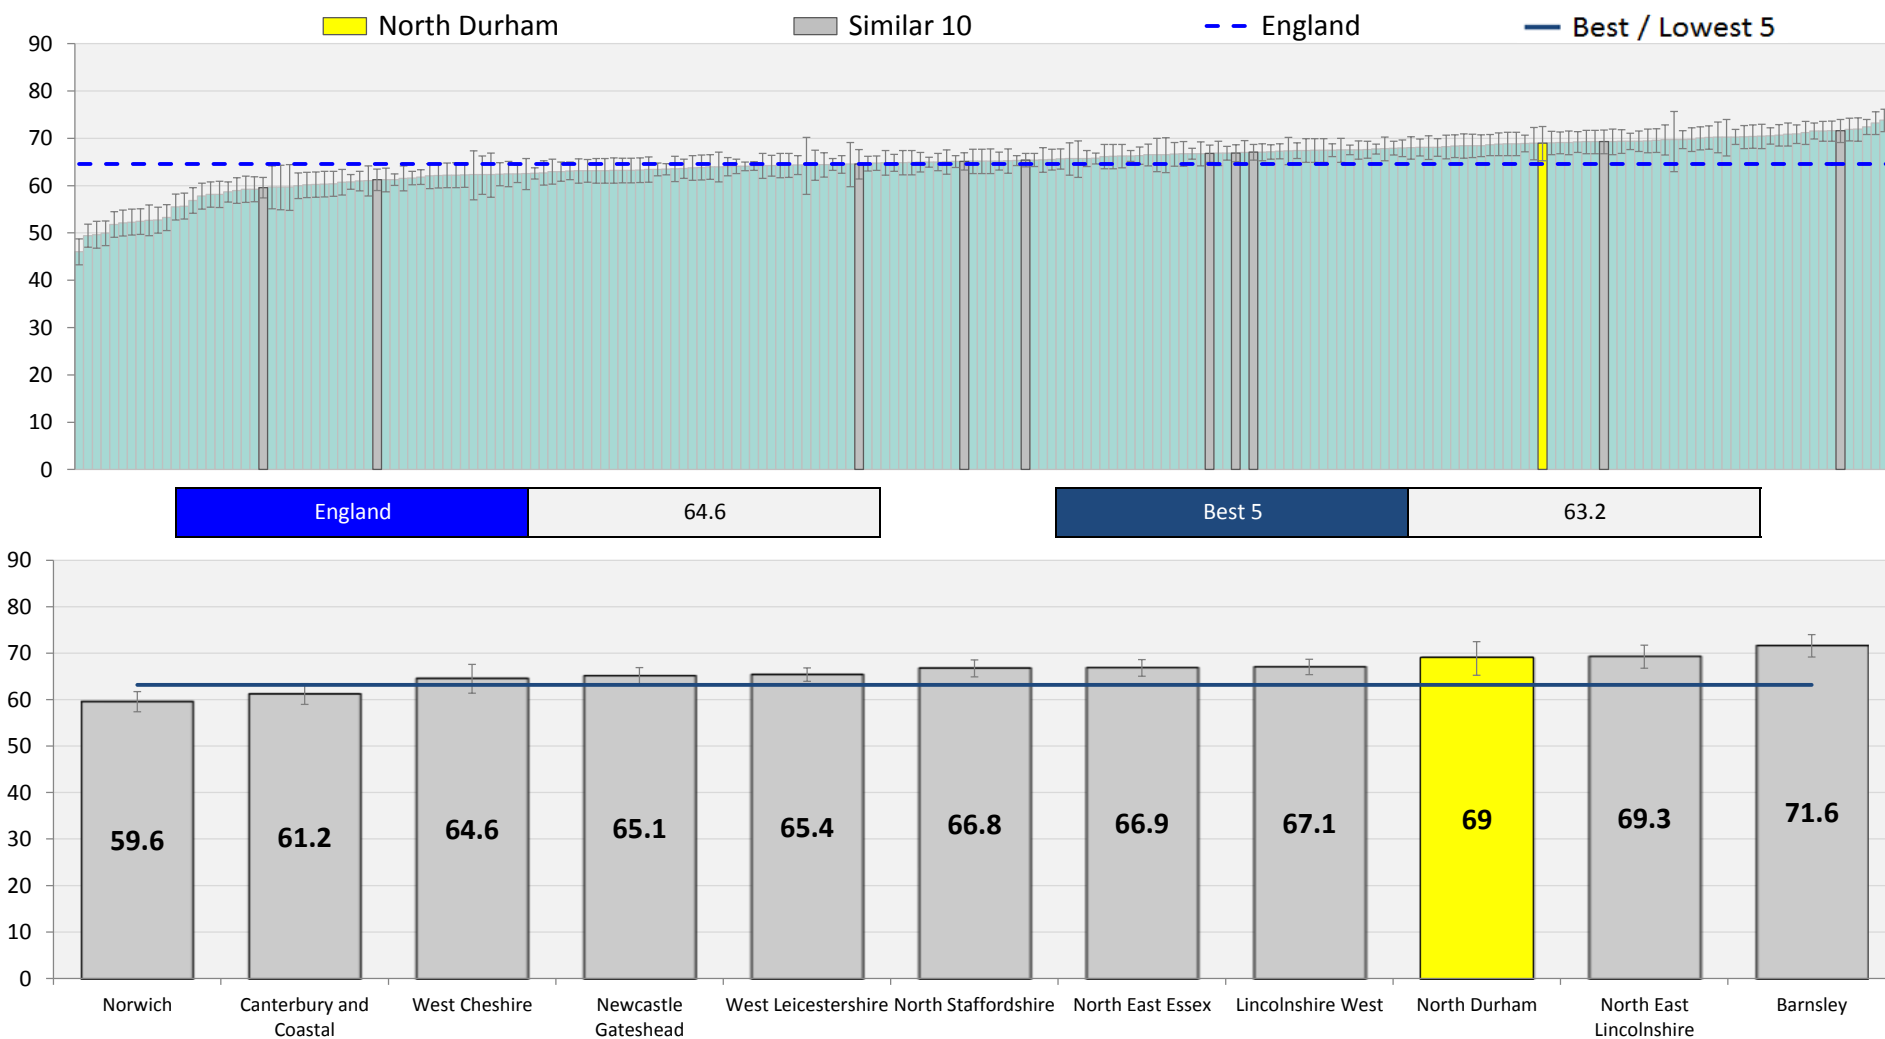 North Durham
Similar 10
England
Best / Lowest 5
90
80
70
60
50
40
30
20
10
0
England
64.6
Best 5
63.2
90
80
70
60
50
40
30
20
10
0
59.6
61.2
64.6
65.1
65.4
66.8
66.9
67.1
69
69.3
71.6
Norwich
Canterbury and
Coastal
West Cheshire
Newcastle
Gateshead
West Leicestershire
North Staffordshire
North East Essex
Lincolnshire West
North Durham
North East
Lincolnshire
Barnsley